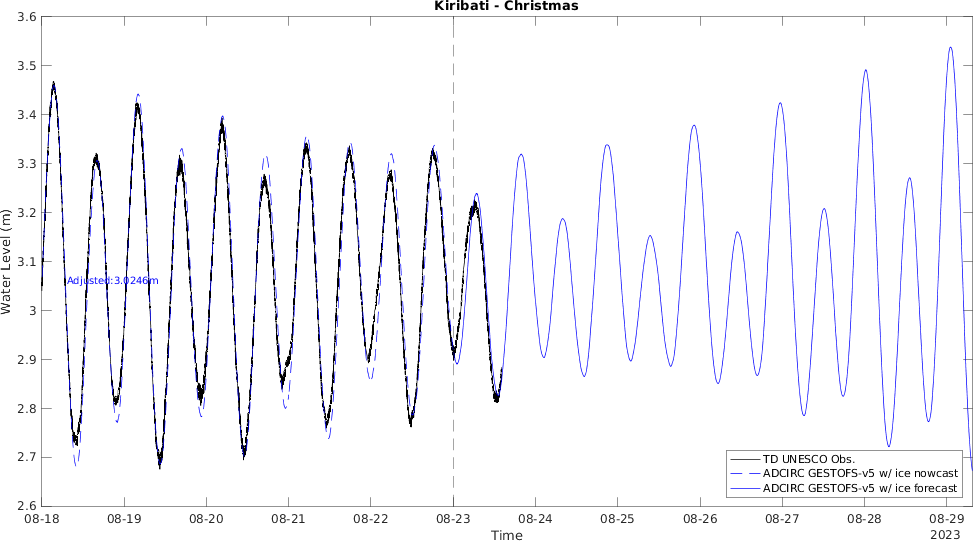 Kiribati - Christmas
3.6
3.5
3.4
3.3
3.2
3.1
3
2.9
2.8
2.7
2.6
Water Level (m)
Adjusted:3.0246m
TD UNESCO Obs.
ADCIRC GESTOFS-v5 w/ ice nowcast
ADCIRC GESTOFS-v5 w/ ice forecast
08-18 08-19 08-20 08-21 08-22 08-23 08-24 08-25 08-26 08-27 08-28 08-29
2023
Time